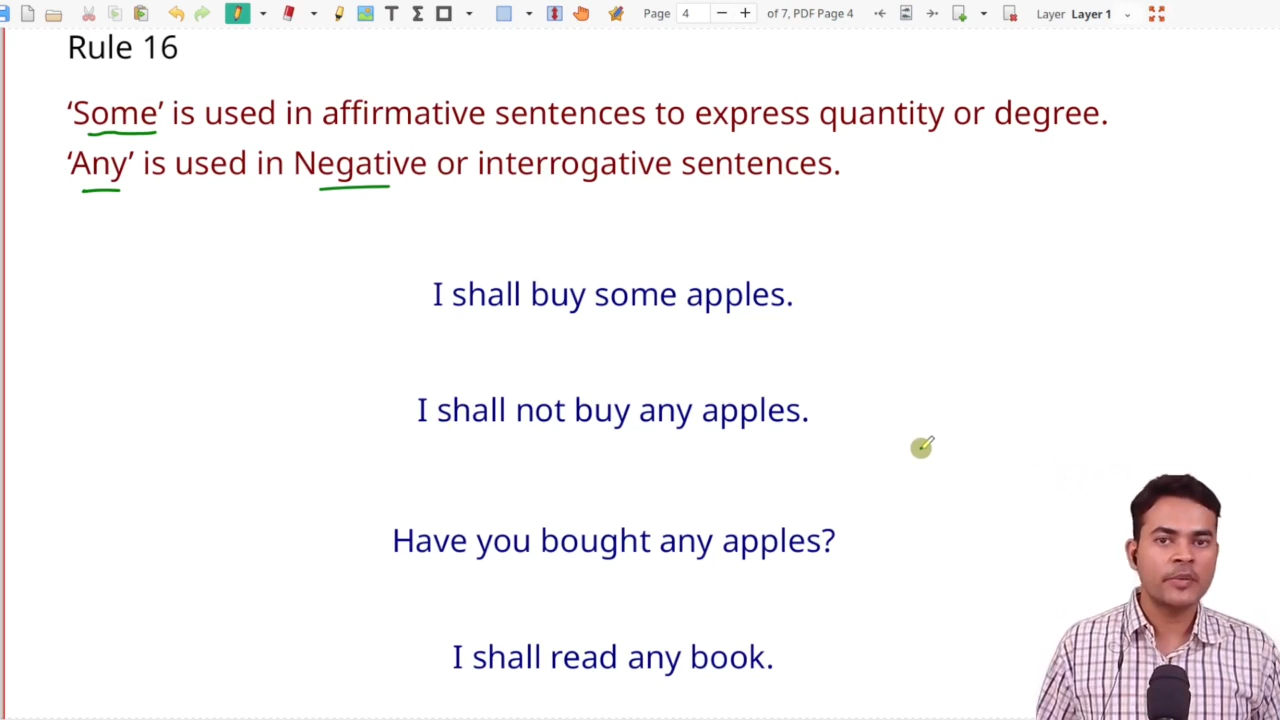 Page 4 of 7, PDF Page 4 Layer Layer 1
Rule 16
‘Some’ is used in affirmative sentences to express quantity or degree.
‘Any’ is used in Negative or interrogative sentences.
I shall buy some apples.
I shall not buy any apples.
Have you bought any apples?
I shall read any book.